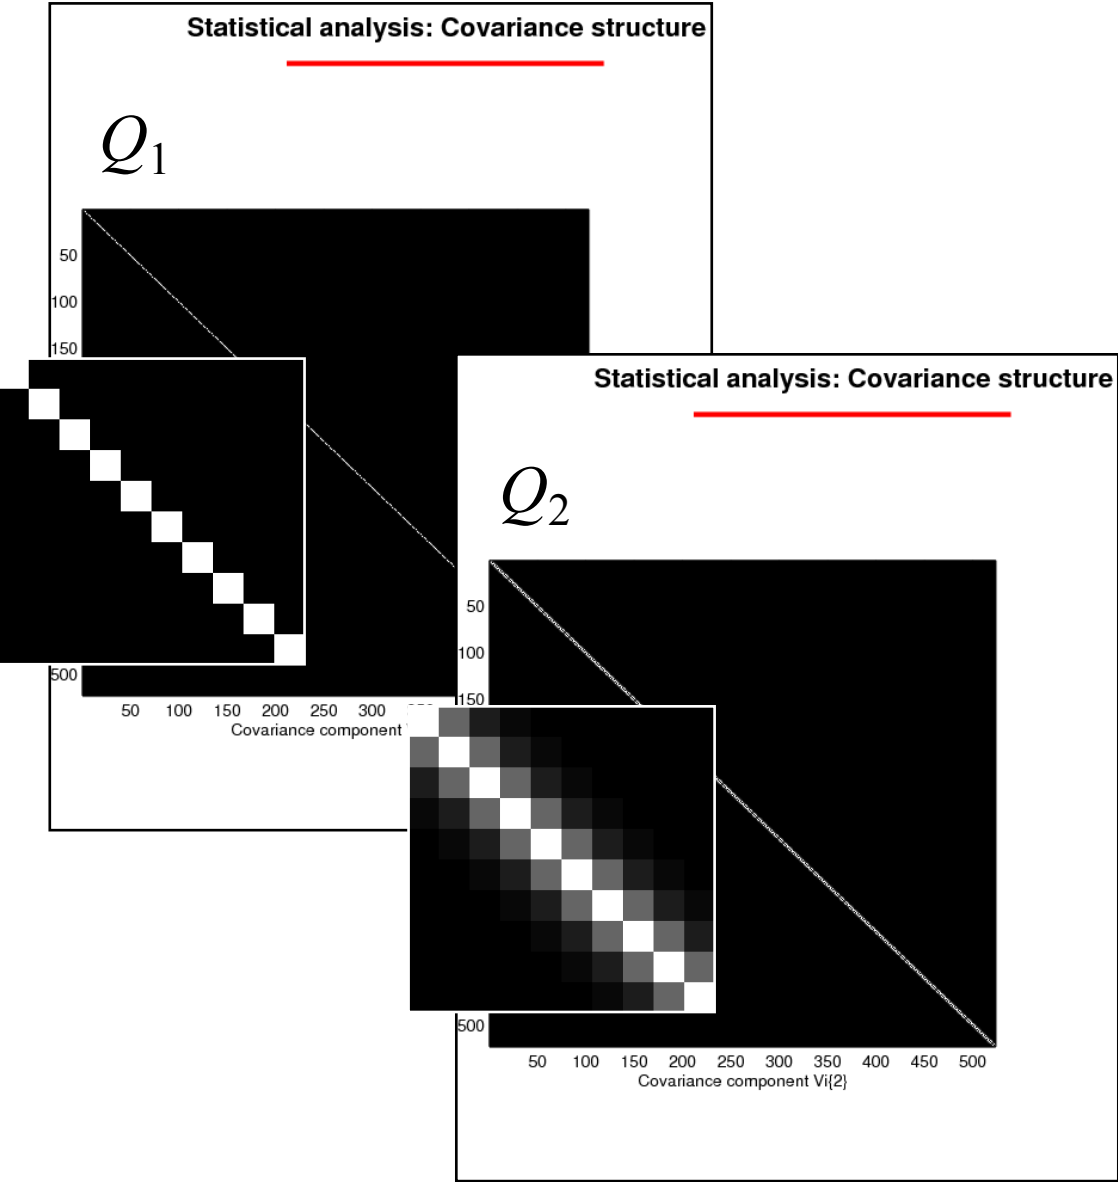 Statistical analysis: Covariance structure
Q1
50
100
150
500
50 100 150 200 250 300
Covariance component
Statistical analysis: Covariance structure
Q2
50
100
150
500
50 100 150 200 250 300 350 400 450 500
Covariance component Vi{2}